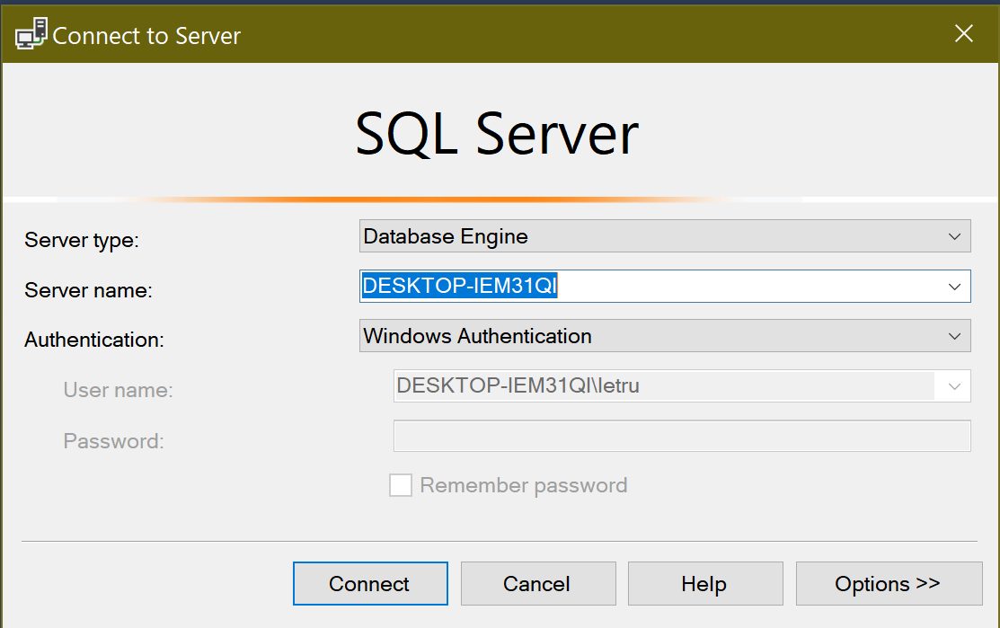 Connect to Server
SQL Server
Server type: Database Engine
Server name: DESKTOP-IEM31QI
Authentication: Windows Authentication
User name: DESKTOP-IEM31QI\letru
Password:
Remember password
Connect Cancel Help Options >>